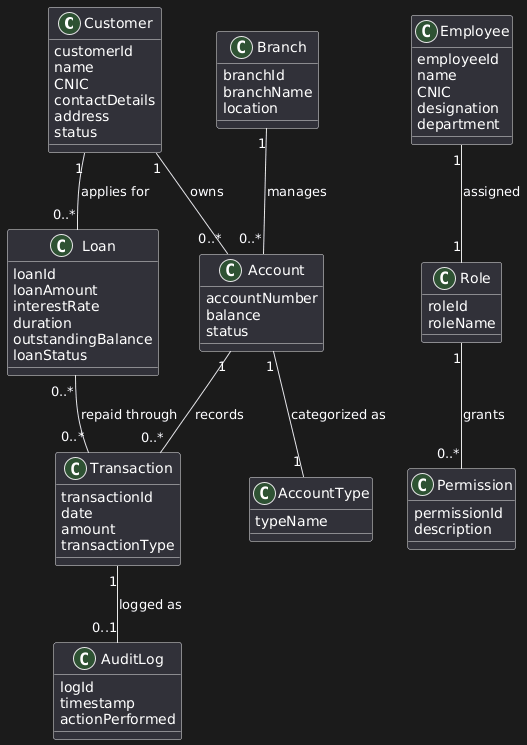 C Customer
customerId
name
CNIC
contactDetails
address
status
C Branch
branchId
branchName
location
C Employee
employeeId
name
CNIC
designation
department
1
applies for
0..*
1
owns
0..*
1
manages
0..*
1
assigned
1
C Loan
loanId
loanAmount
interestRate
duration
outstandingBalance
loanStatus
C Account
accountNumber
balance
status
C Role
roleId
roleName
0..*
repaid through
0..*
1
records
0..*
1
categorized as
1
1
grants
0..*
C Transaction
transactionId
date
amount
transactionType
C AccountType
typeName
C Permission
permissionId
description
1
logged as
0..1
C AuditLog
logId
timestamp
actionPerformed